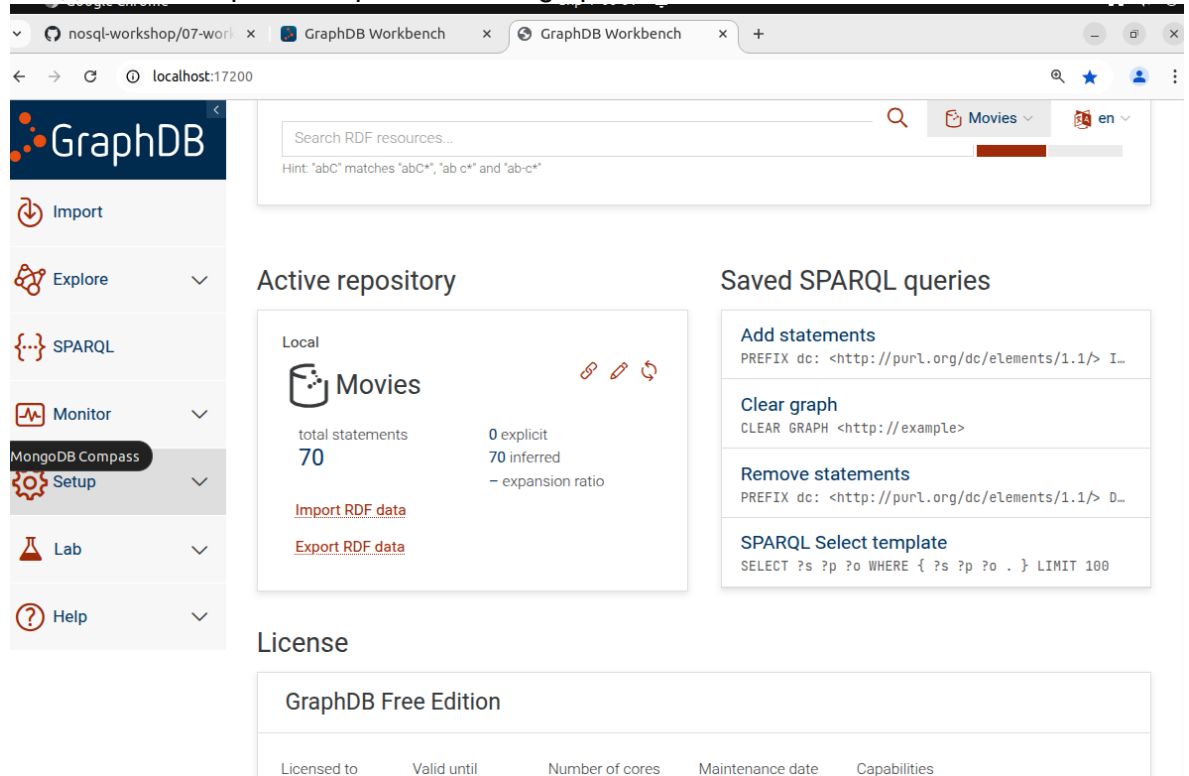 nosql-workshop/07-work
GraphDB Workbench
GraphDB Workbench
localhost:17200
GraphDB
Search RDF resources...
Movies
en
Hint: "abC" matches "abC*", "ab c*" and "ab-c*"
Import
Explore
SPARQL
Monitor
MongoDB Compass
Setup
Lab
Help
Active repository
Local
Movies
total statements
70
0 explicit
70 inferred
– expansion ratio
Import RDF data
Export RDF data
Saved SPARQL queries
Add statements
PREFIX dc: <http://purl.org/dc/elements/1.1/> I…
Clear graph
CLEAR GRAPH <http://example>
Remove statements
PREFIX dc: <http://purl.org/dc/elements/1.1/> D…
SPARQL Select template
SELECT ?s ?p ?o WHERE { ?s ?p ?o . } LIMIT 100
License
GraphDB Free Edition
Licensed to Valid until Number of cores Maintenance date Capabilities